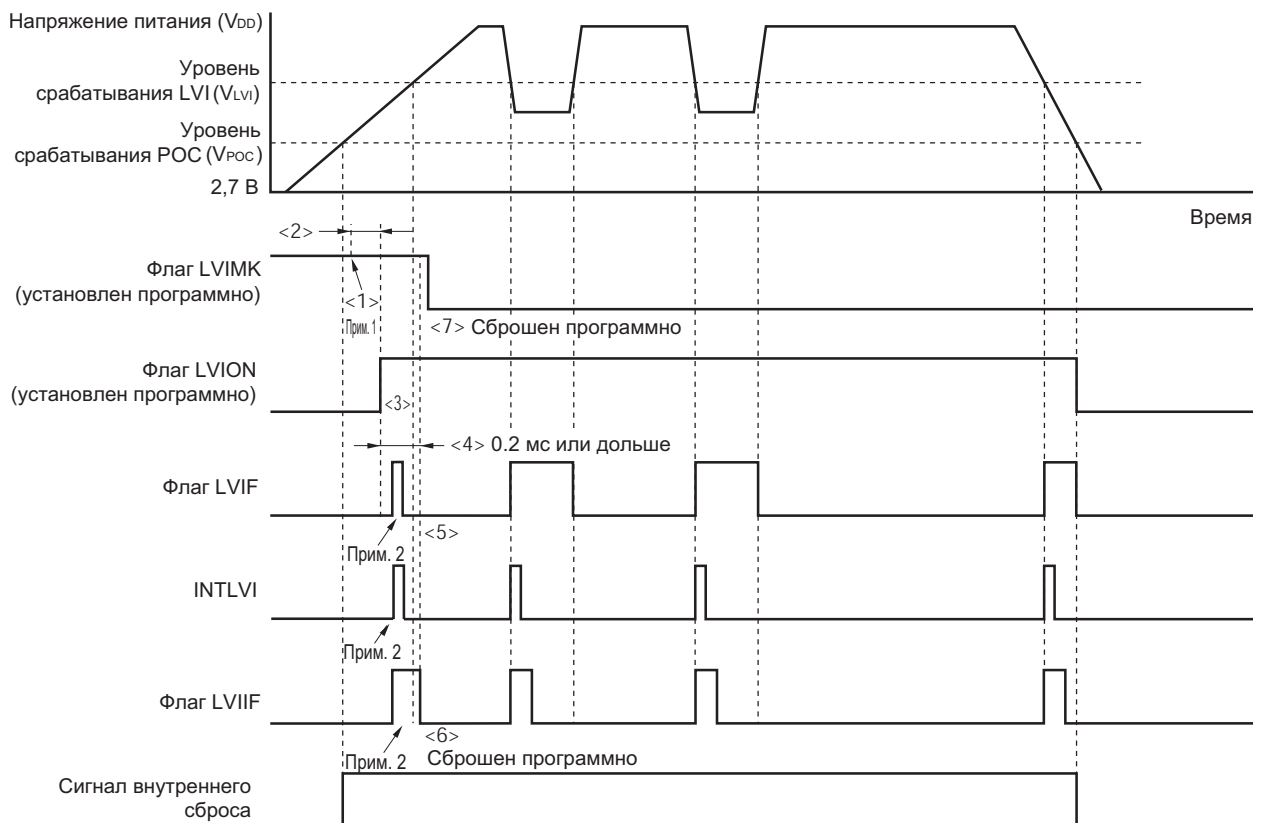 Напряжение питания (VDD)
Уровень
срабатывания LVI (VLVI)
Уровень
срабатывания POC (VPOC)
2,7 В
Время
<2>
Флаг LVIMK
(установлен программно)
<1>
Прим. 1
<7> Сброшен программно
Флаг LVION
(установлен программно)
<3>
<4> 0.2 мс или дольше
Флаг LVIF
<5>
Прим. 2
INTLVI
Прим. 2
Флаг LVIIF
<6>
Прим. 2
Сброшен программно
Сигнал внутреннего
сброса